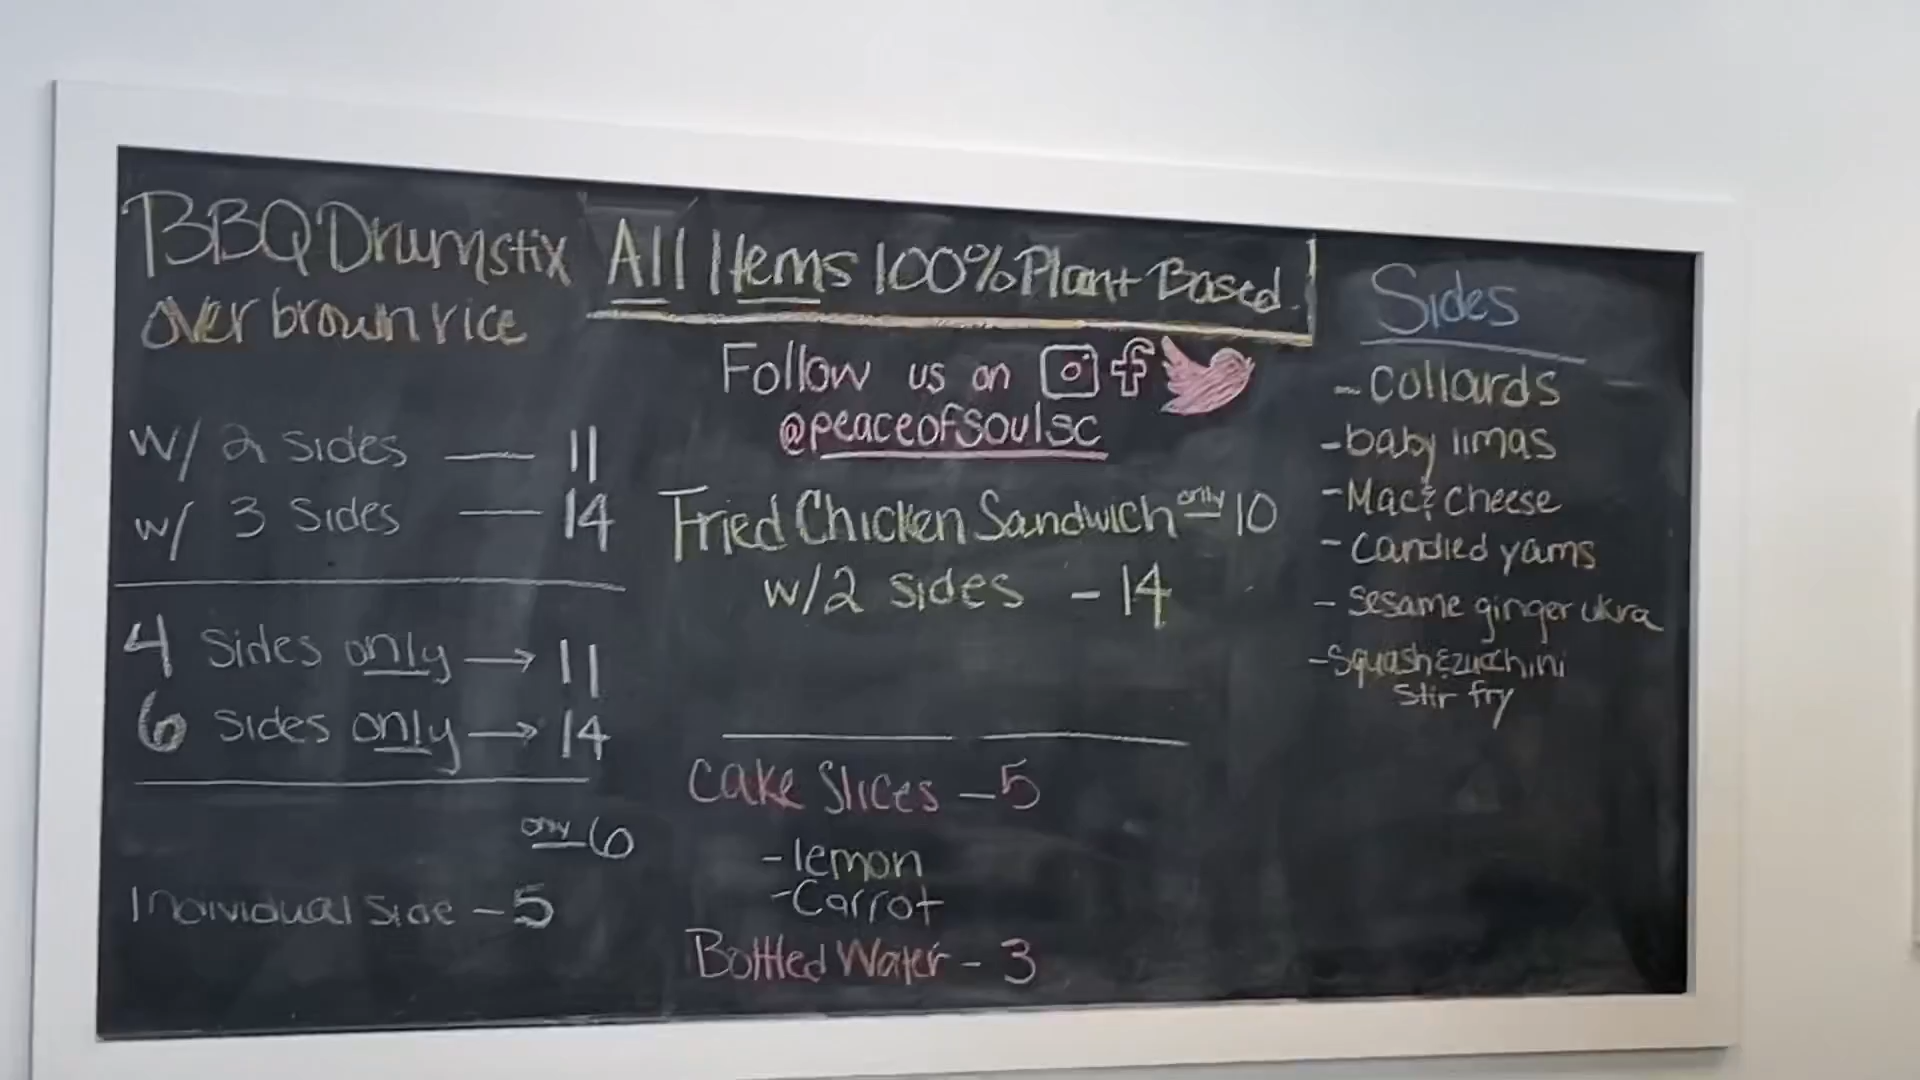 BBQ Drumstix
over brown rice
w/ 2 sides — 11
w/ 3 Sides — 14
4 Sides only → 11
6 Sides only → 14
only 6
Individual Side - 5
All Items 100% Plant Based
Follow us on
@peaceofsoulsc
Fried Chicken Sandwich only 10
w/2 sides - 14
Cake Slices - 5
- lemon
- Carrot
Bottled Water - 3
Sides
- Collards
- baby limas
- Mac & Cheese
- Candied yams
- Sesame ginger okra
- Squash & zucchini
Stir fry